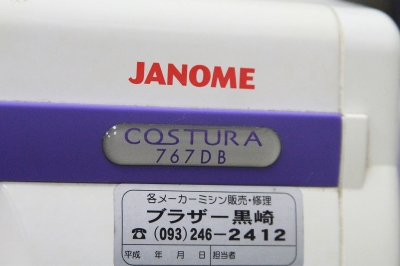 JANOME
COSTURA
767DB
各メーカーミシン販売・修理
ブラザー黒崎
☎(093)246-2412
平成 年 月 日 担当者